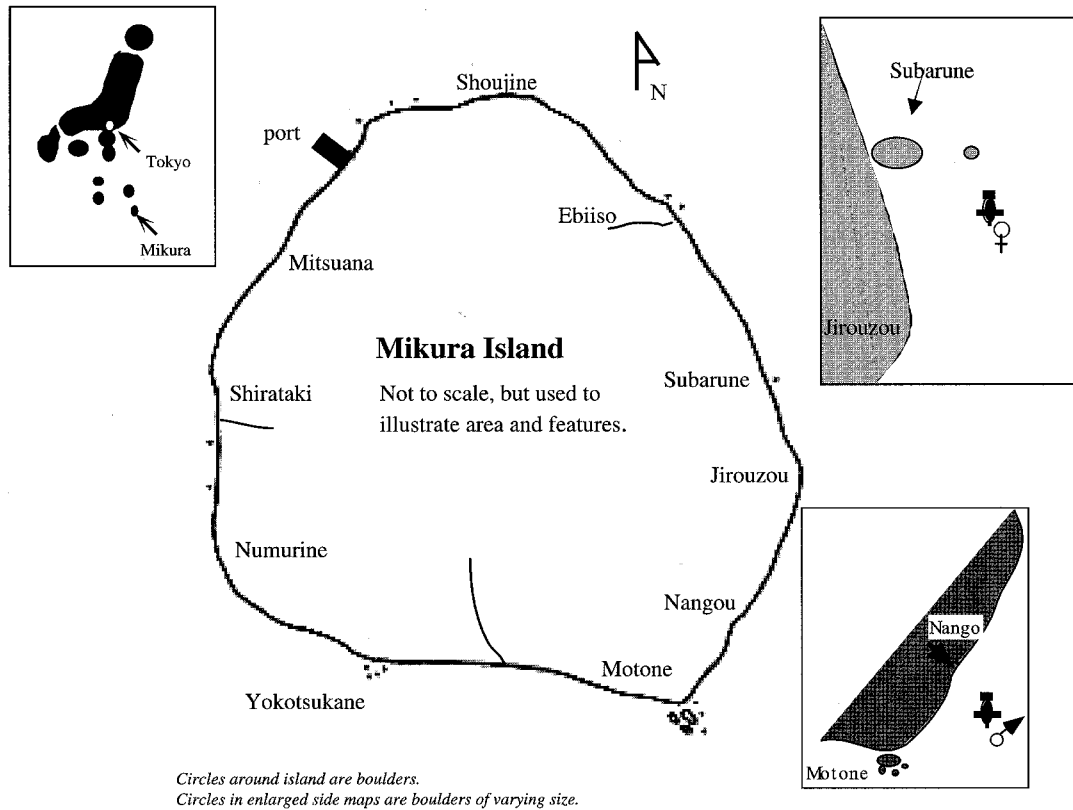 Tokyo
Mikura
N
Shoujine
port
Ebiiso
Mitsuana
Mikura Island
Not to scale, but used to
illustrate area and features.
Shirataki
Subarune
Jirouzou
Numurine
Nangou
Motone
Yokotsukane
Subarune
Jirouzou
Nango
Motone
Circles around island are boulders.
Circles in enlarged side maps are boulders of varying size.